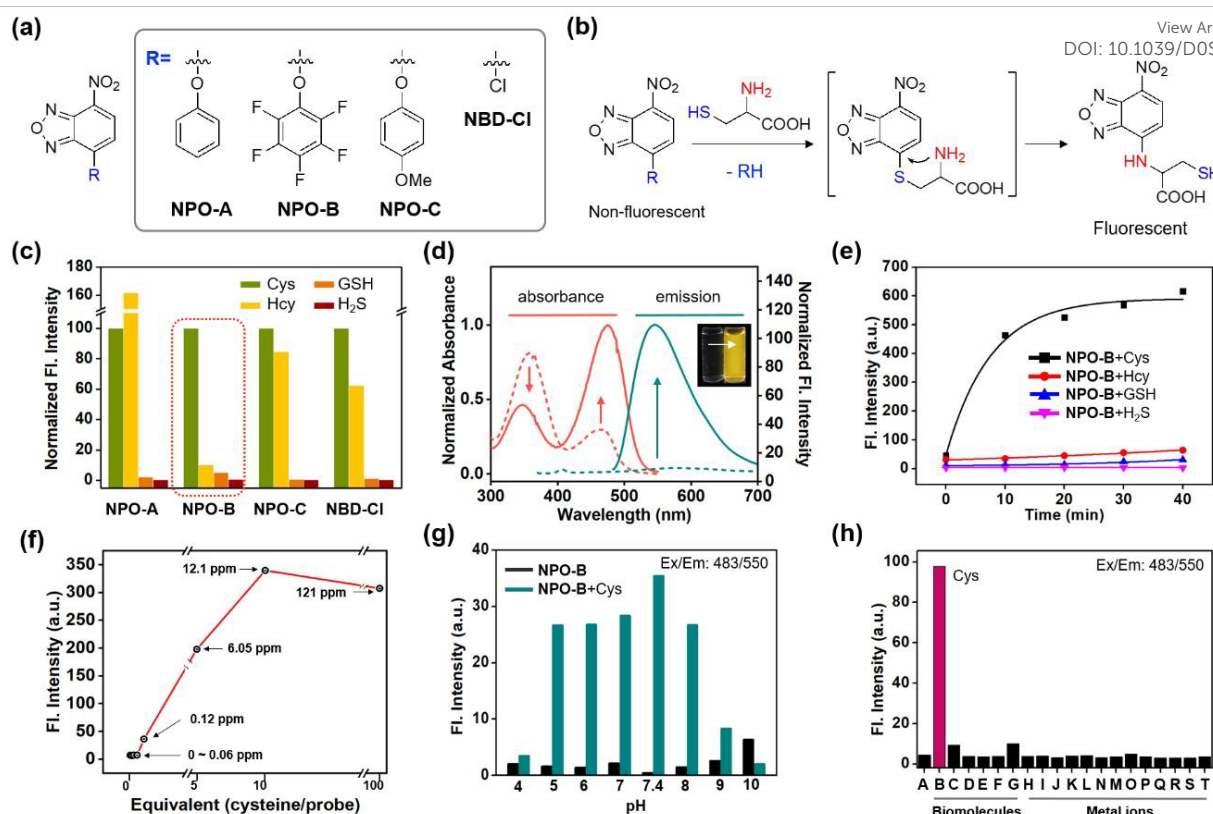 View Ar
DOI: 10.1039/D0S
(a)
R=
NO₂
N
O
N
R
O
NPO-A
O
F
F
F
F
F
NPO-B
O
OMe
NPO-C
Cl
NBD-Cl
(b)
NO₂
N
O
N
R
Non-fluorescent
HS
NH₂
COOH
- RH
NO₂
N
O
N
S
NH₂
COOH
NO₂
N
O
N
HN
SH
COOH
Fluorescent
(c)
Normalized Fl. Intensity
180
160
100
80
60
40
20
0
Cys
Hcy
GSH
H₂S
NPO-A
NPO-B
NPO-C
NBD-Cl
(d)
Normalized Absorbance
1.0
0.5
0.0
absorbance
emission
140
120
100
80
60
40
20
0
Normalized Fl. Intensity
300
400
500
600
700
Wavelength (nm)
(e)
Fl. Intensity (a.u.)
700
600
500
400
300
200
100
0
NPO-B+Cys
NPO-B+Hcy
NPO-B+GSH
NPO-B+H₂S
0
10
20
30
40
Time (min)
(f)
Fl. Intensity (a.u.)
350
300
250
200
150
100
50
0
12.1 ppm
121 ppm
6.05 ppm
0.12 ppm
0 ~ 0.06 ppm
0
5
10
100
Equivalent (cysteine/probe)
(g)
Fl. Intensity (a.u.)
40
30
20
10
0
NPO-B
NPO-B+Cys
Ex/Em: 483/550
4
5
6
7
7.4
8
9
10
pH
(h)
Fl. Intensity (a.u.)
100
80
60
40
20
0
Cys
Ex/Em: 483/550
A B C D E F G H I J K L N M O P Q R S T
Biomolecules
Metal ions